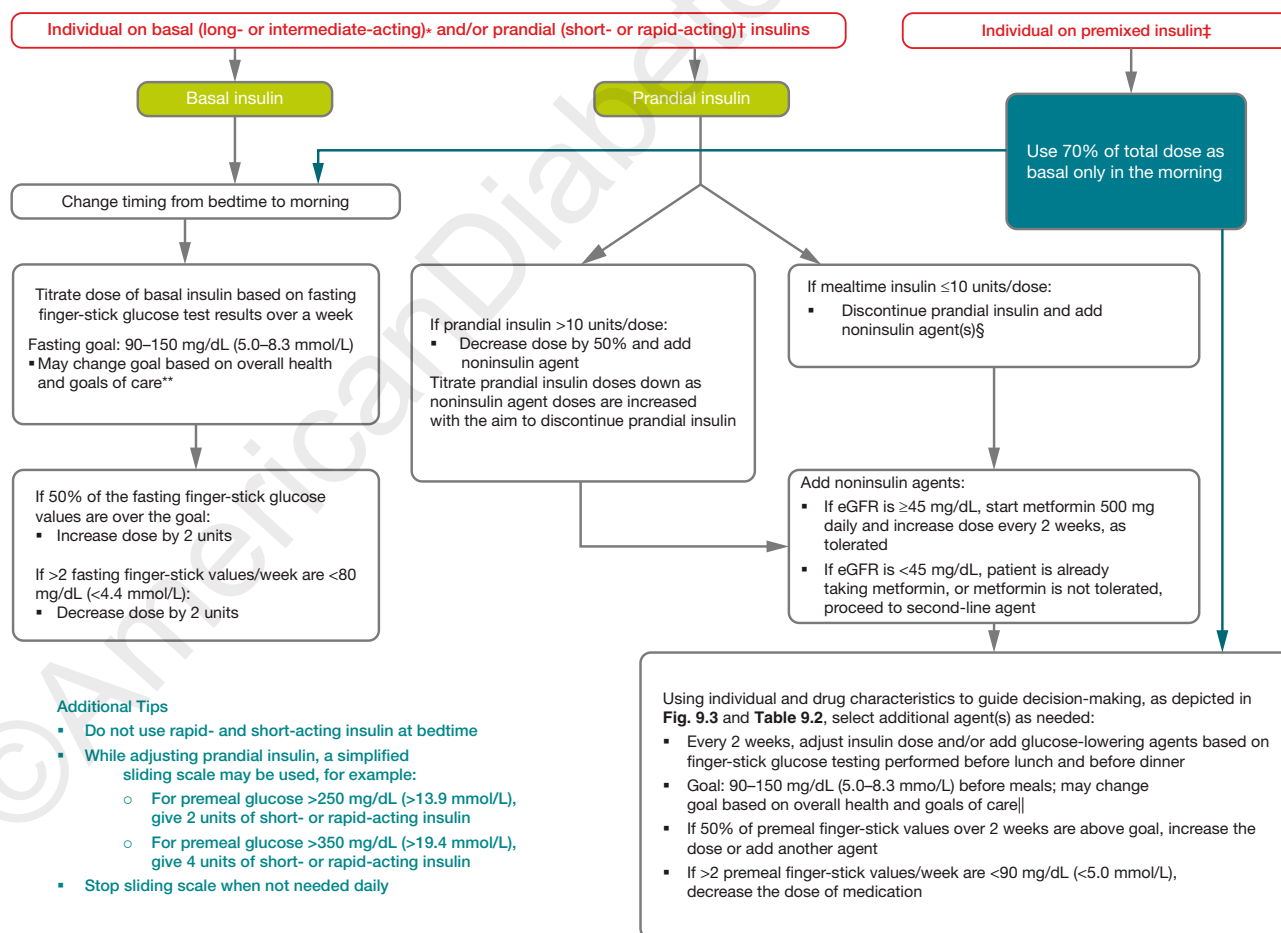 Individual on basal (long- or intermediate-acting)* and/or prandial (short- or rapid-acting)† insulins
Individual on premixed insulin‡
Basal insulin
Prandial insulin
Use 70% of total dose as
basal only in the morning
Change timing from bedtime to morning
Titrate dose of basal insulin based on fasting
finger-stick glucose test results over a week
Fasting goal: 90–150 mg/dL (5.0–8.3 mmol/L)
▪ May change goal based on overall health
and goals of care**
If prandial insulin >10 units/dose:
▪ Decrease dose by 50% and add
noninsulin agent
Titrate prandial insulin doses down as
noninsulin agent doses are increased
with the aim to discontinue prandial insulin
If mealtime insulin ≤10 units/dose:
▪ Discontinue prandial insulin and add
noninsulin agent(s)§
If 50% of the fasting finger-stick glucose
values are over the goal:
▪ Increase dose by 2 units
If >2 fasting finger-stick values/week are <80
mg/dL (<4.4 mmol/L):
▪ Decrease dose by 2 units
Add noninsulin agents:
▪ If eGFR is ≥45 mg/dL, start metformin 500 mg
daily and increase dose every 2 weeks, as
tolerated
▪ If eGFR is <45 mg/dL, patient is already
taking metformin, or metformin is not tolerated,
proceed to second-line agent
Additional Tips
▪ Do not use rapid- and short-acting insulin at bedtime
▪ While adjusting prandial insulin, a simplified
sliding scale may be used, for example:
○ For premeal glucose >250 mg/dL (>13.9 mmol/L),
give 2 units of short- or rapid-acting insulin
○ For premeal glucose >350 mg/dL (>19.4 mmol/L),
give 4 units of short- or rapid-acting insulin
▪ Stop sliding scale when not needed daily
Using individual and drug characteristics to guide decision-making, as depicted in
Fig. 9.3 and Table 9.2, select additional agent(s) as needed:
▪ Every 2 weeks, adjust insulin dose and/or add glucose-lowering agents based on
finger-stick glucose testing performed before lunch and before dinner
▪ Goal: 90–150 mg/dL (5.0–8.3 mmo/L) before meals; may change
goal based on overall health and goals of care||
▪ If 50% of premeal finger-stick values over 2 weeks are above goal, increase the
dose or add another agent
▪ If >2 premeal finger-stick values/week are <90 mg/dL (<5.0 mmol/L),
decrease the dose of medication
©AmericanDiabete